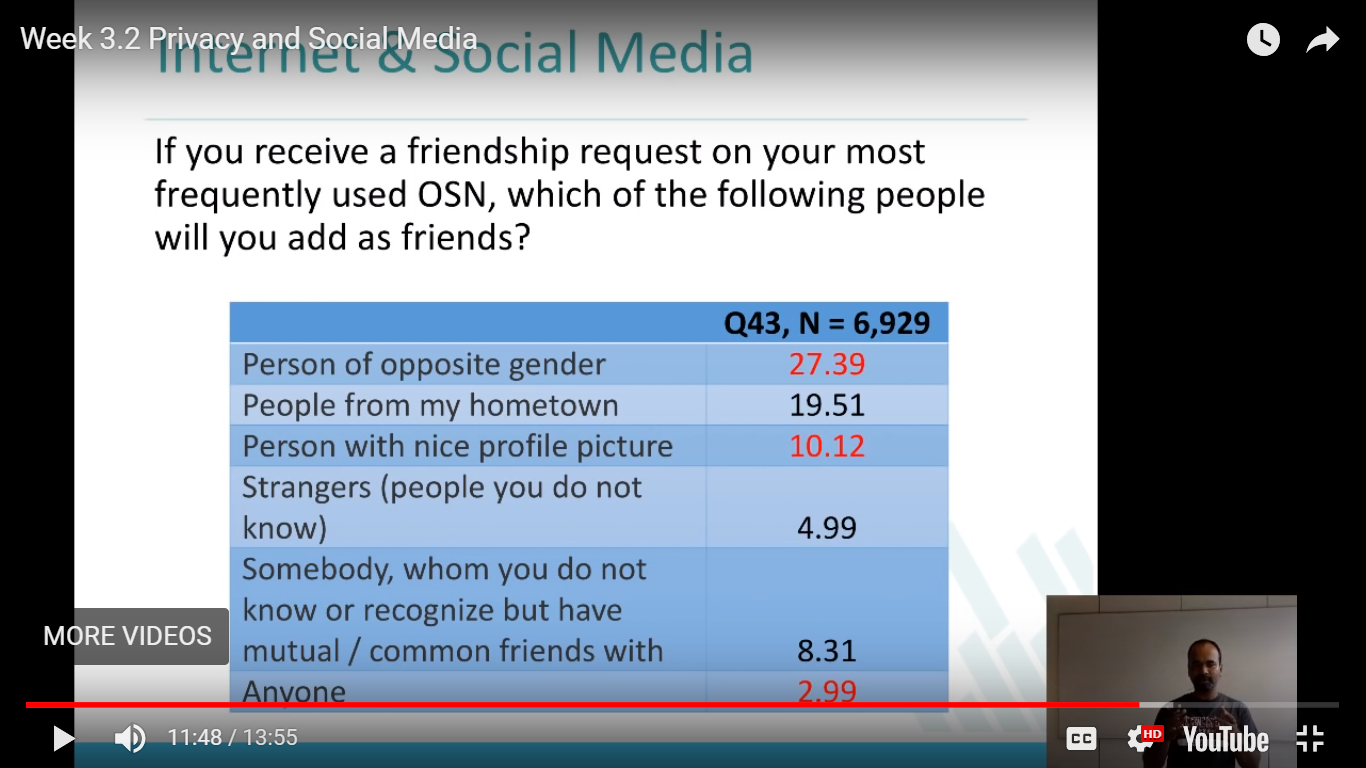 Week 3.2 Privacy and Social Media
Internet & Social Media
If you receive a friendship request on your most
frequently used OSN, which of the following people
will you add as friends?
Q43, N = 6,929
Person of opposite gender 27.39
People from my hometown 19.51
Person with nice profile picture 10.12
Strangers (people you do not
know) 4.99
Somebody, whom you do not
know or recognize but have
mutual / common friends with 8.31
Anyone 2.99
MORE VIDEOS
11:48 / 13:55
CC
HD
YouTube